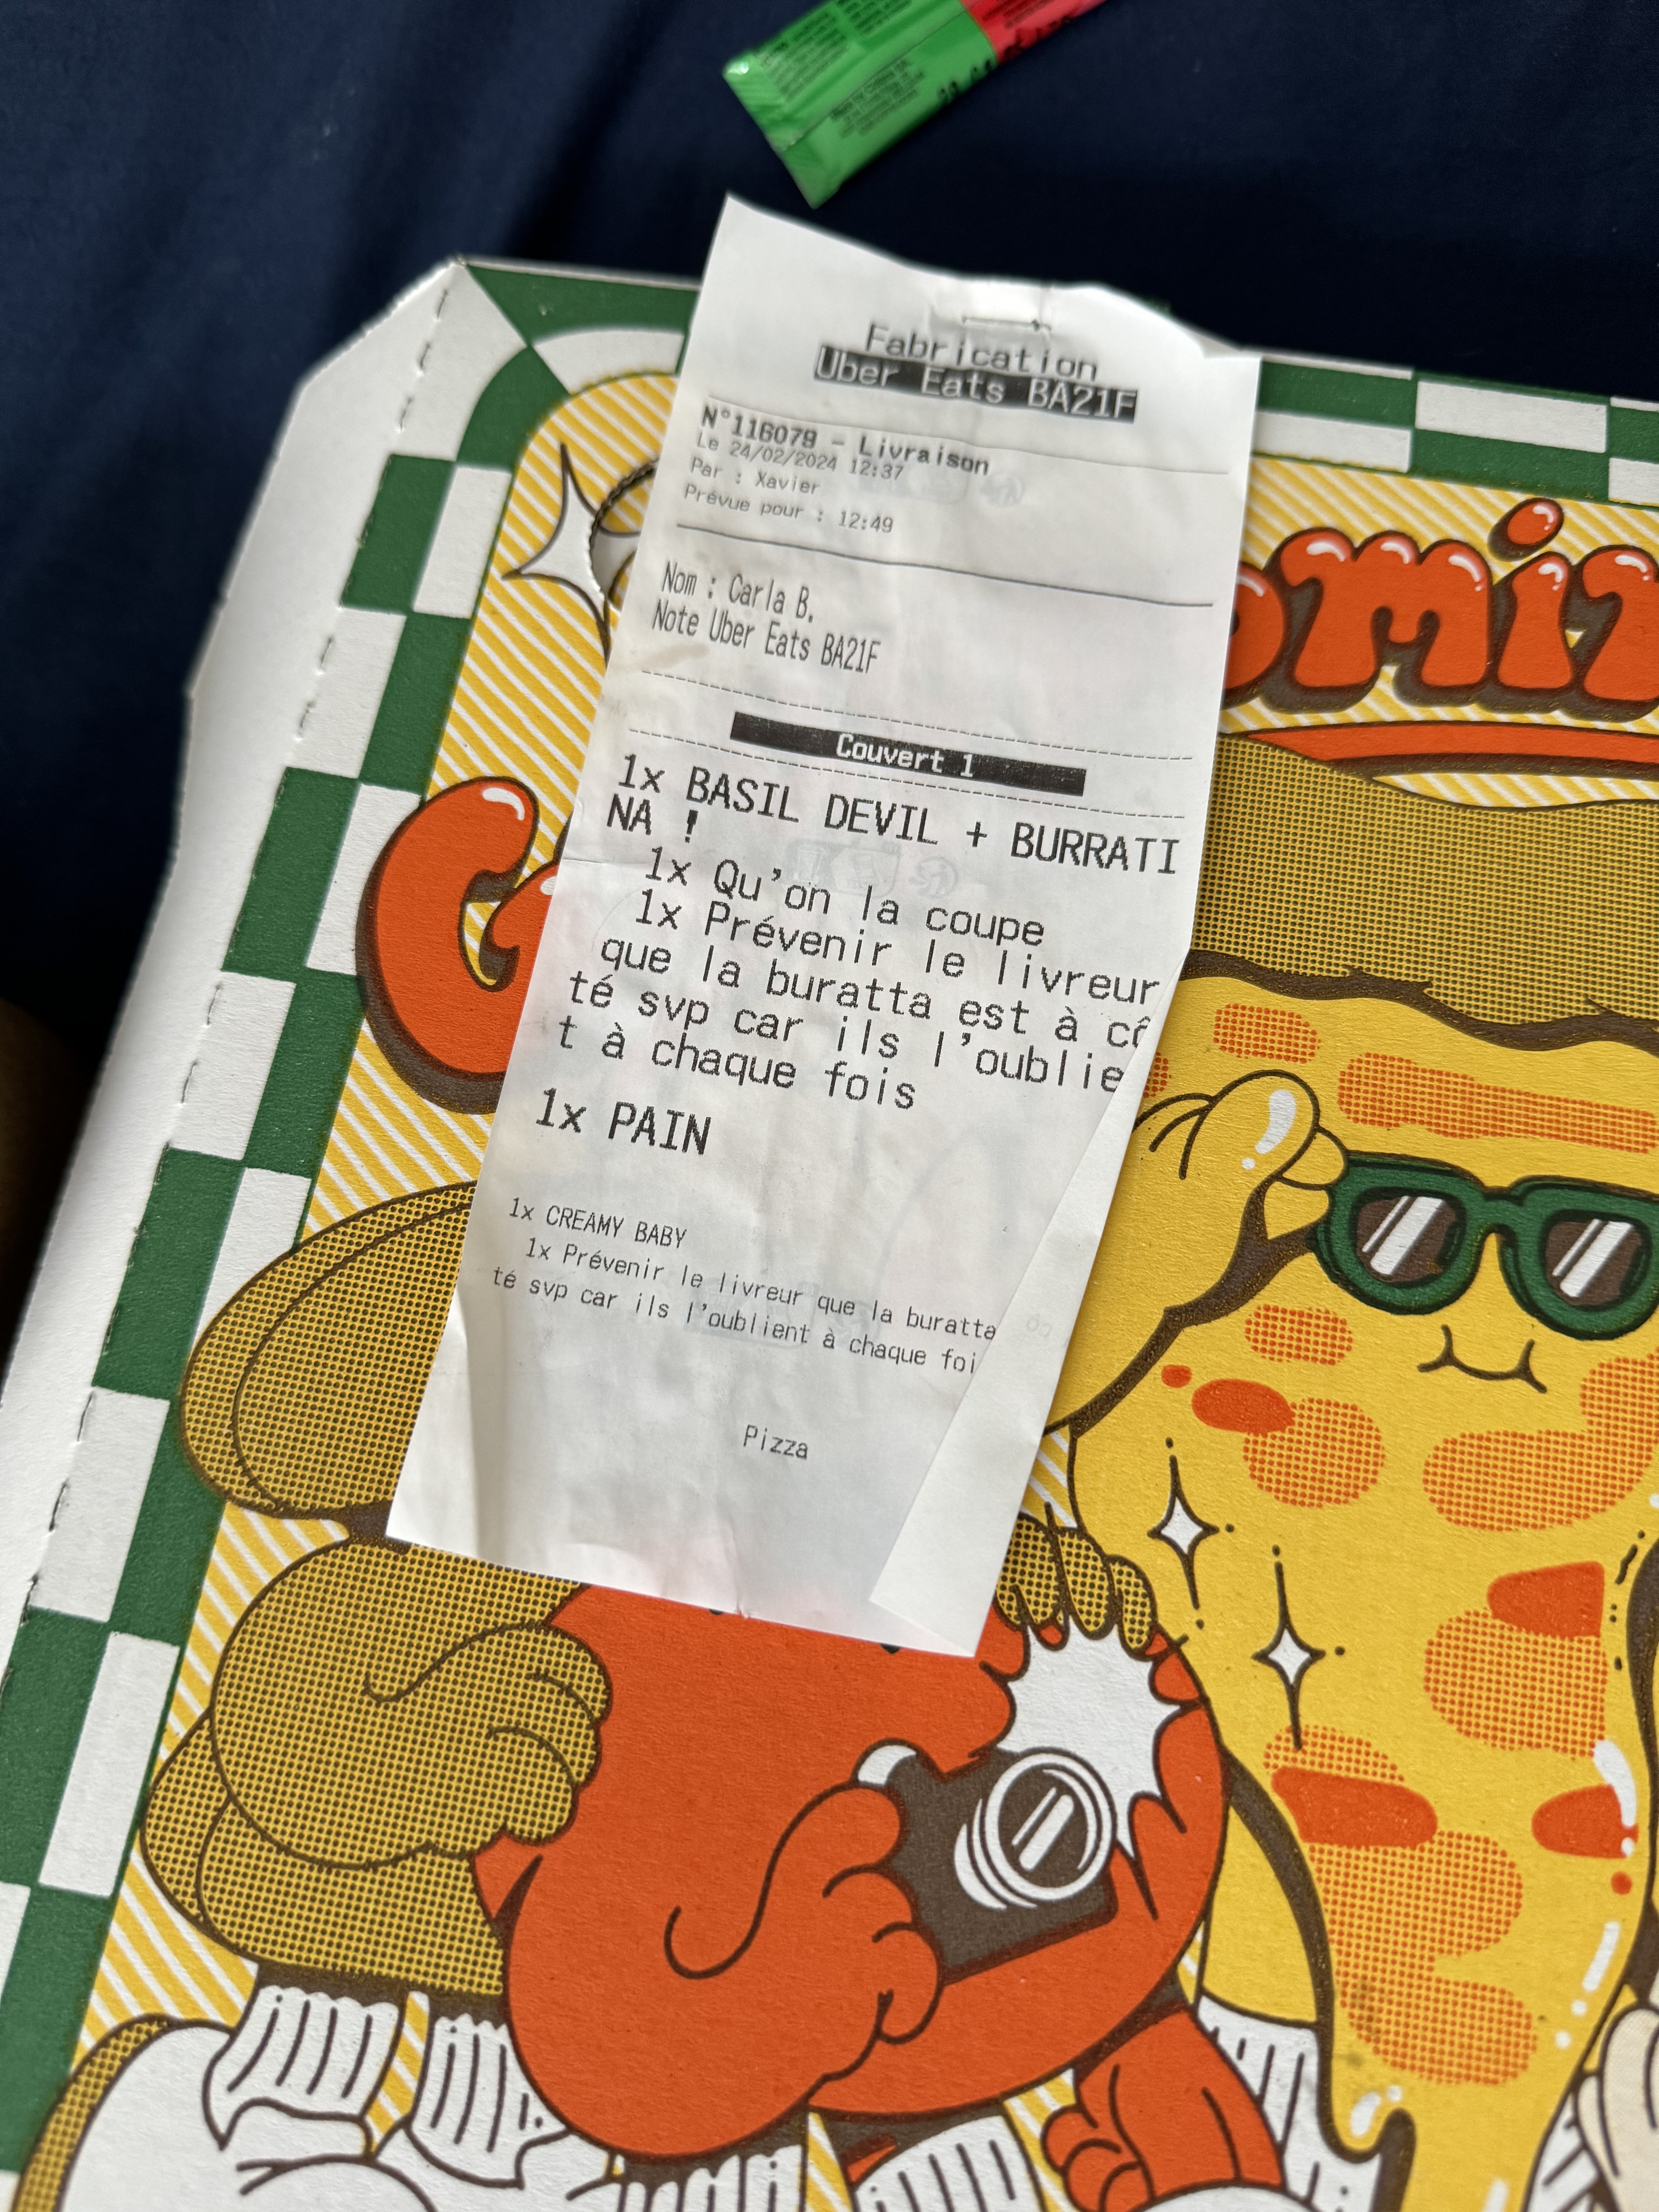 Fabrication
Uber Eats BA21F
N°116079 - Livraison
Le 24/02/2024 12:37
Par : Xavier
Prévue pour : 12:49
Nom : Carla B.
Note Uber Eats BA21F
Couvert 1
1x BASIL DEVIL + BURRATI
NA !
1x Qu'on la coupe
1x Prévenir le livreur
que la buratta est à cô
té svp car ils l'oublie
t à chaque fois
1x PAIN
1x CREAMY BABY
1x Prévenir le livreur que la buratta
té svp car ils l'oublient à chaque foi
Pizza